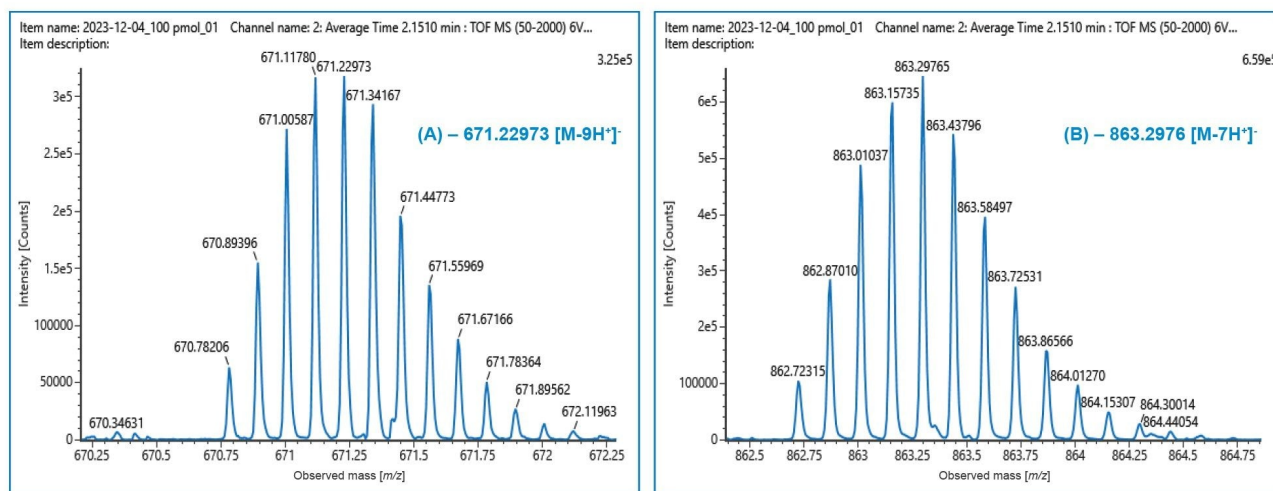 Item name: 2023-12-04_100 pmol_01 Channel name: 2: Average Time 2.1510 min : TOF MS (50-2000) 6V...
Item description:
3.25e5
671.11780
671.22973
671.34167
671.00587
(A) – 671.22973 [M-9H⁺]⁻
671.44773
670.89396
671.55969
671.67166
670.78206
671.78364
671.89562
670.34631
672.11963
3e5
2.5e5
2e5
1.5e5
100000
50000
0
Intensity [Counts]
670.25 670.5 670.75 671 671.25 671.5 671.75 672 672.25
Observed mass [m/z]
Item name: 2023-12-04_100 pmol_01 Channel name: 2: Average Time 2.1510 min : TOF MS (50-2000) 6V...
Item description:
6.59e
863.29765
863.15735
863.43796
(B) – 863.2976 [M-7H⁺]⁻
863.01037
863.58497
862.87010
863.72531
863.86566
862.72315
864.01270
864.15307
864.30014
864.44054
6e5
5e5
4e5
3e5
2e5
100000
0
Intensity [Counts]
862.5 862.75 863 863.25 863.5 863.75 864 864.25 864.5 864.75
Observed mass [m/z]